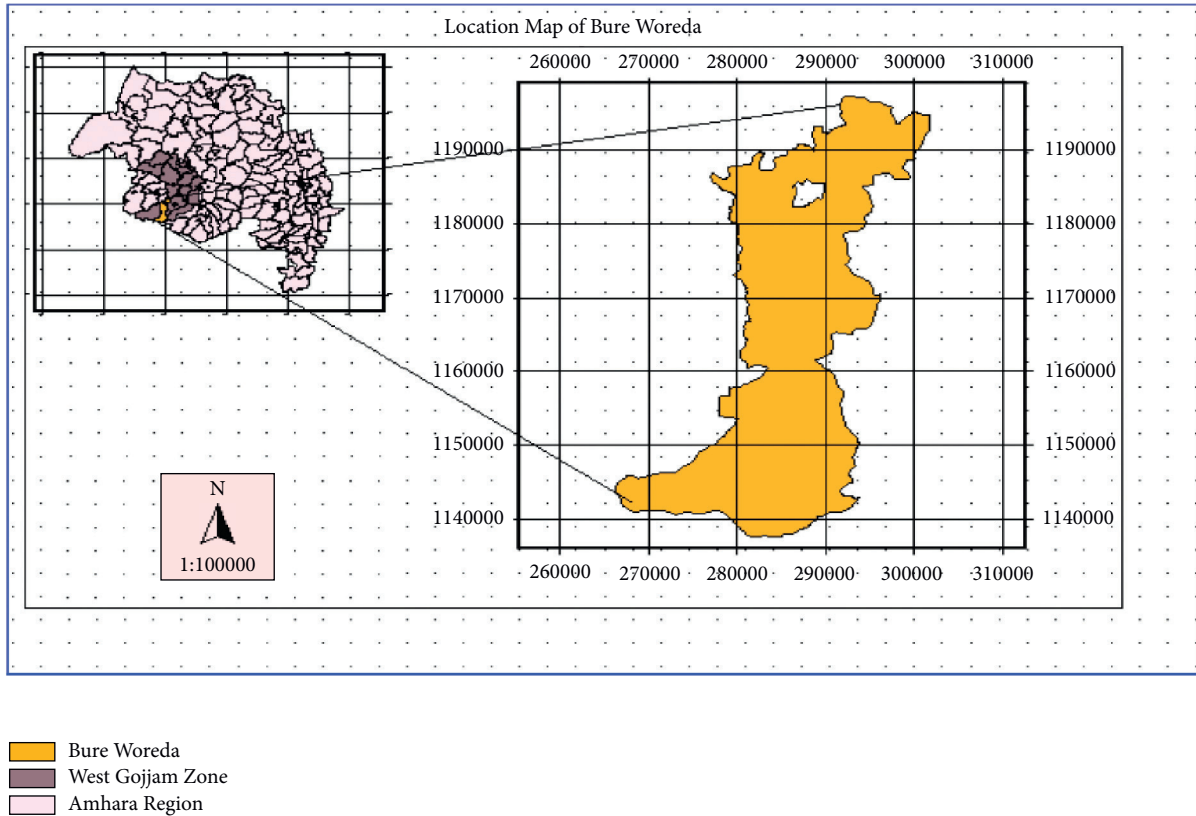 Location Map of Bure Woreda
260000 270000 280000 290000 300000 310000
1190000 1190000
1180000 1180000
1170000 1170000
1160000 1160000
1150000 1150000
1140000 1140000
260000 270000 280000 290000 300000 310000
N
1:100000
Bure Woreda
West Gojjam Zone
Amhara Region